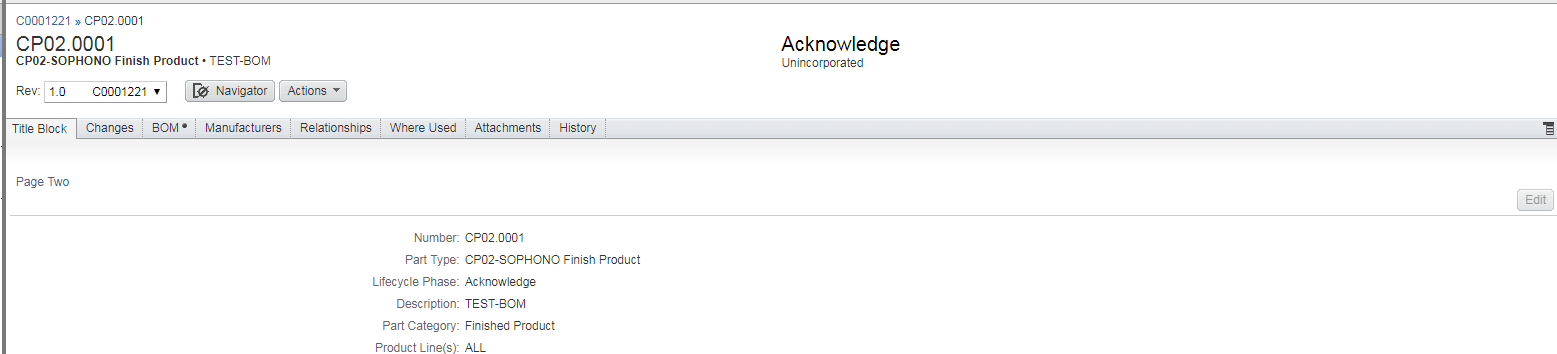 C0001221 » CP02.0001
CP02.0001
CP02-SOPHONO Finish Product • TEST-BOM
Acknowledge
Unincorporated
Rev: 1.0 C0001221 Navigator Actions
Title Block Changes BOM Manufacturers Relationships Where Used Attachments History
Page Two
Edit
Number: CP02.0001
Part Type: CP02-SOPHONO Finish Product
Lifecycle Phase: Acknowledge
Description: TEST-BOM
Part Category: Finished Product
Product Line(s): ALL